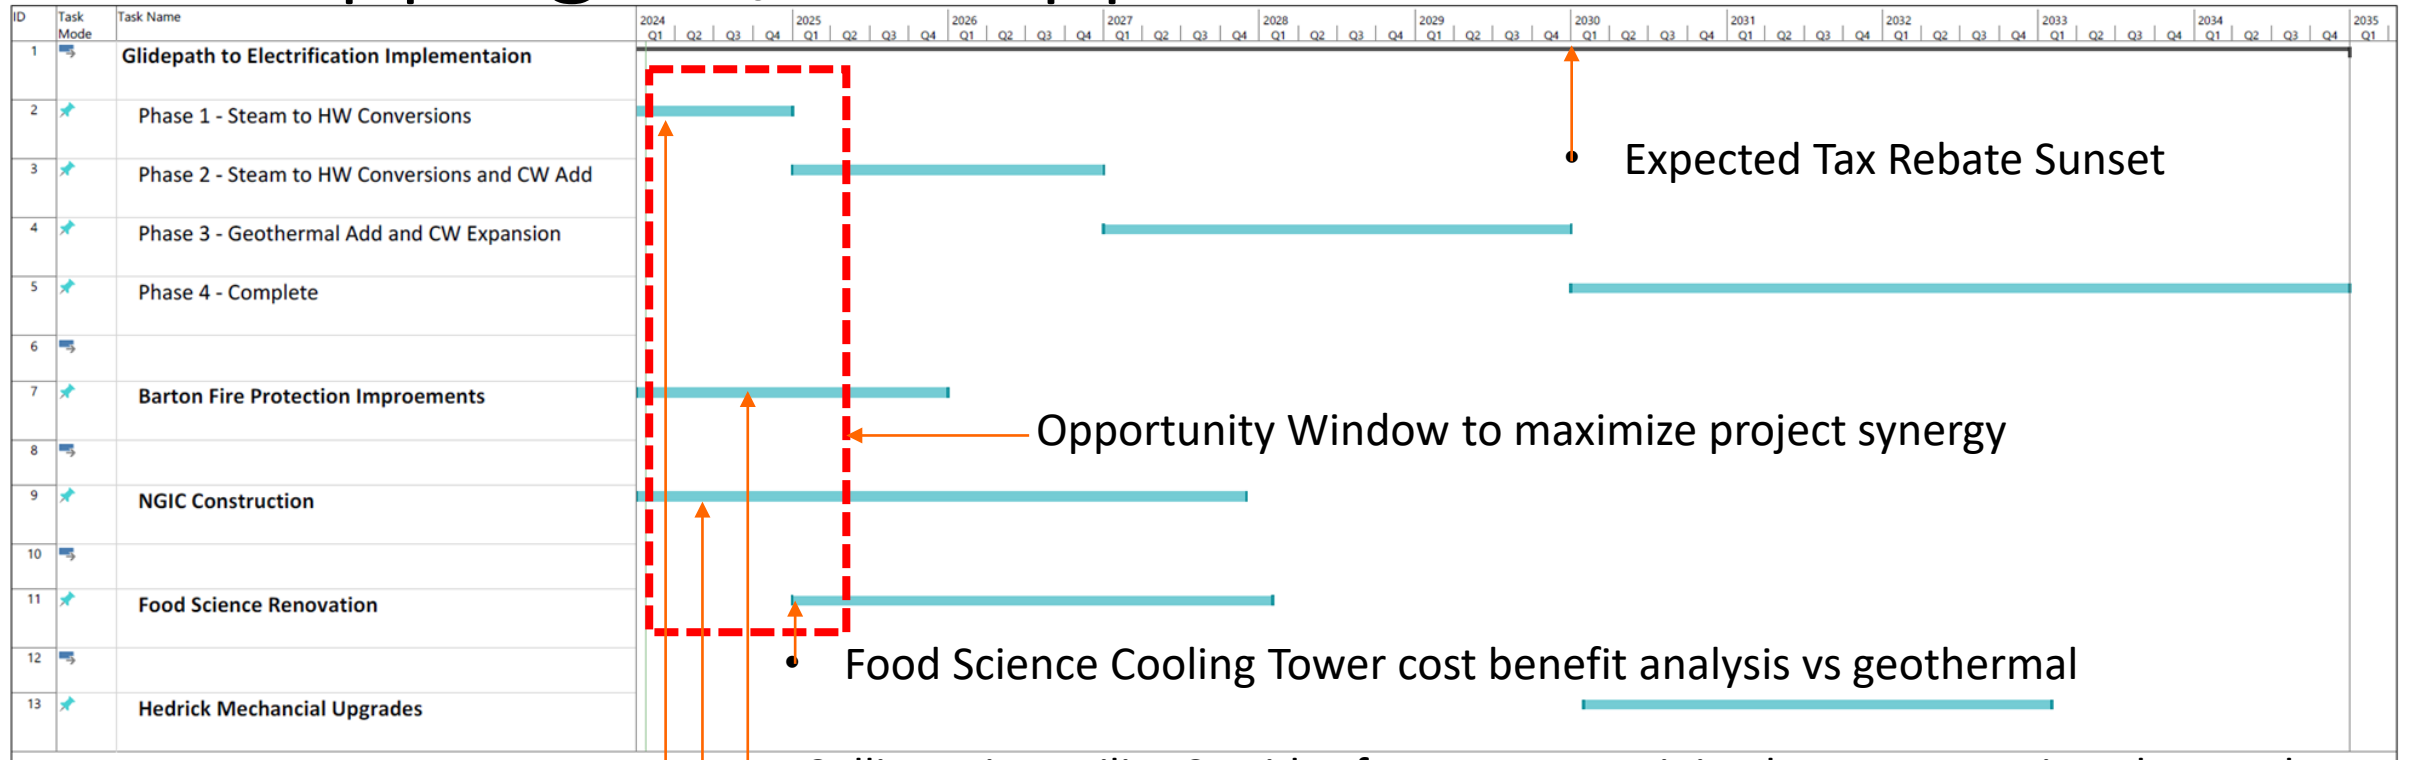 ID Task Mode Task Name 2024 2025 2026 2027 2028 2029 2030 2031 2032 2033 2034 2035
Q1 Q2 Q3 Q4 Q1 Q2 Q3 Q4 Q1 Q2 Q3 Q4 Q1 Q2 Q3 Q4 Q1 Q2 Q3 Q4 Q1 Q2 Q3 Q4 Q1 Q2 Q3 Q4 Q1 Q2 Q3 Q4 Q1 Q2 Q3 Q4 Q1 Q2 Q3 Q4 Q1 Q2 Q3 Q4 Q1
1 Glidepath to Electrification Implementaion
2 Phase 1 - Steam to HW Conversions
Expected Tax Rebate Sunset
3 Phase 2 - Steam to HW Conversions and CW Add
4 Phase 3 - Geothermal Add and CW Expansion
5 Phase 4 - Complete
6
7 Barton Fire Protection Improements
Opportunity Window to maximize project synergy
8
9 NGIC Construction
10
11 Food Science Renovation
12 Food Science Cooling Tower cost benefit analysis vs geothermal
13 Hedrick Mechancial Upgrades